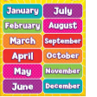 January July
February August
March September
April October
May November
June December